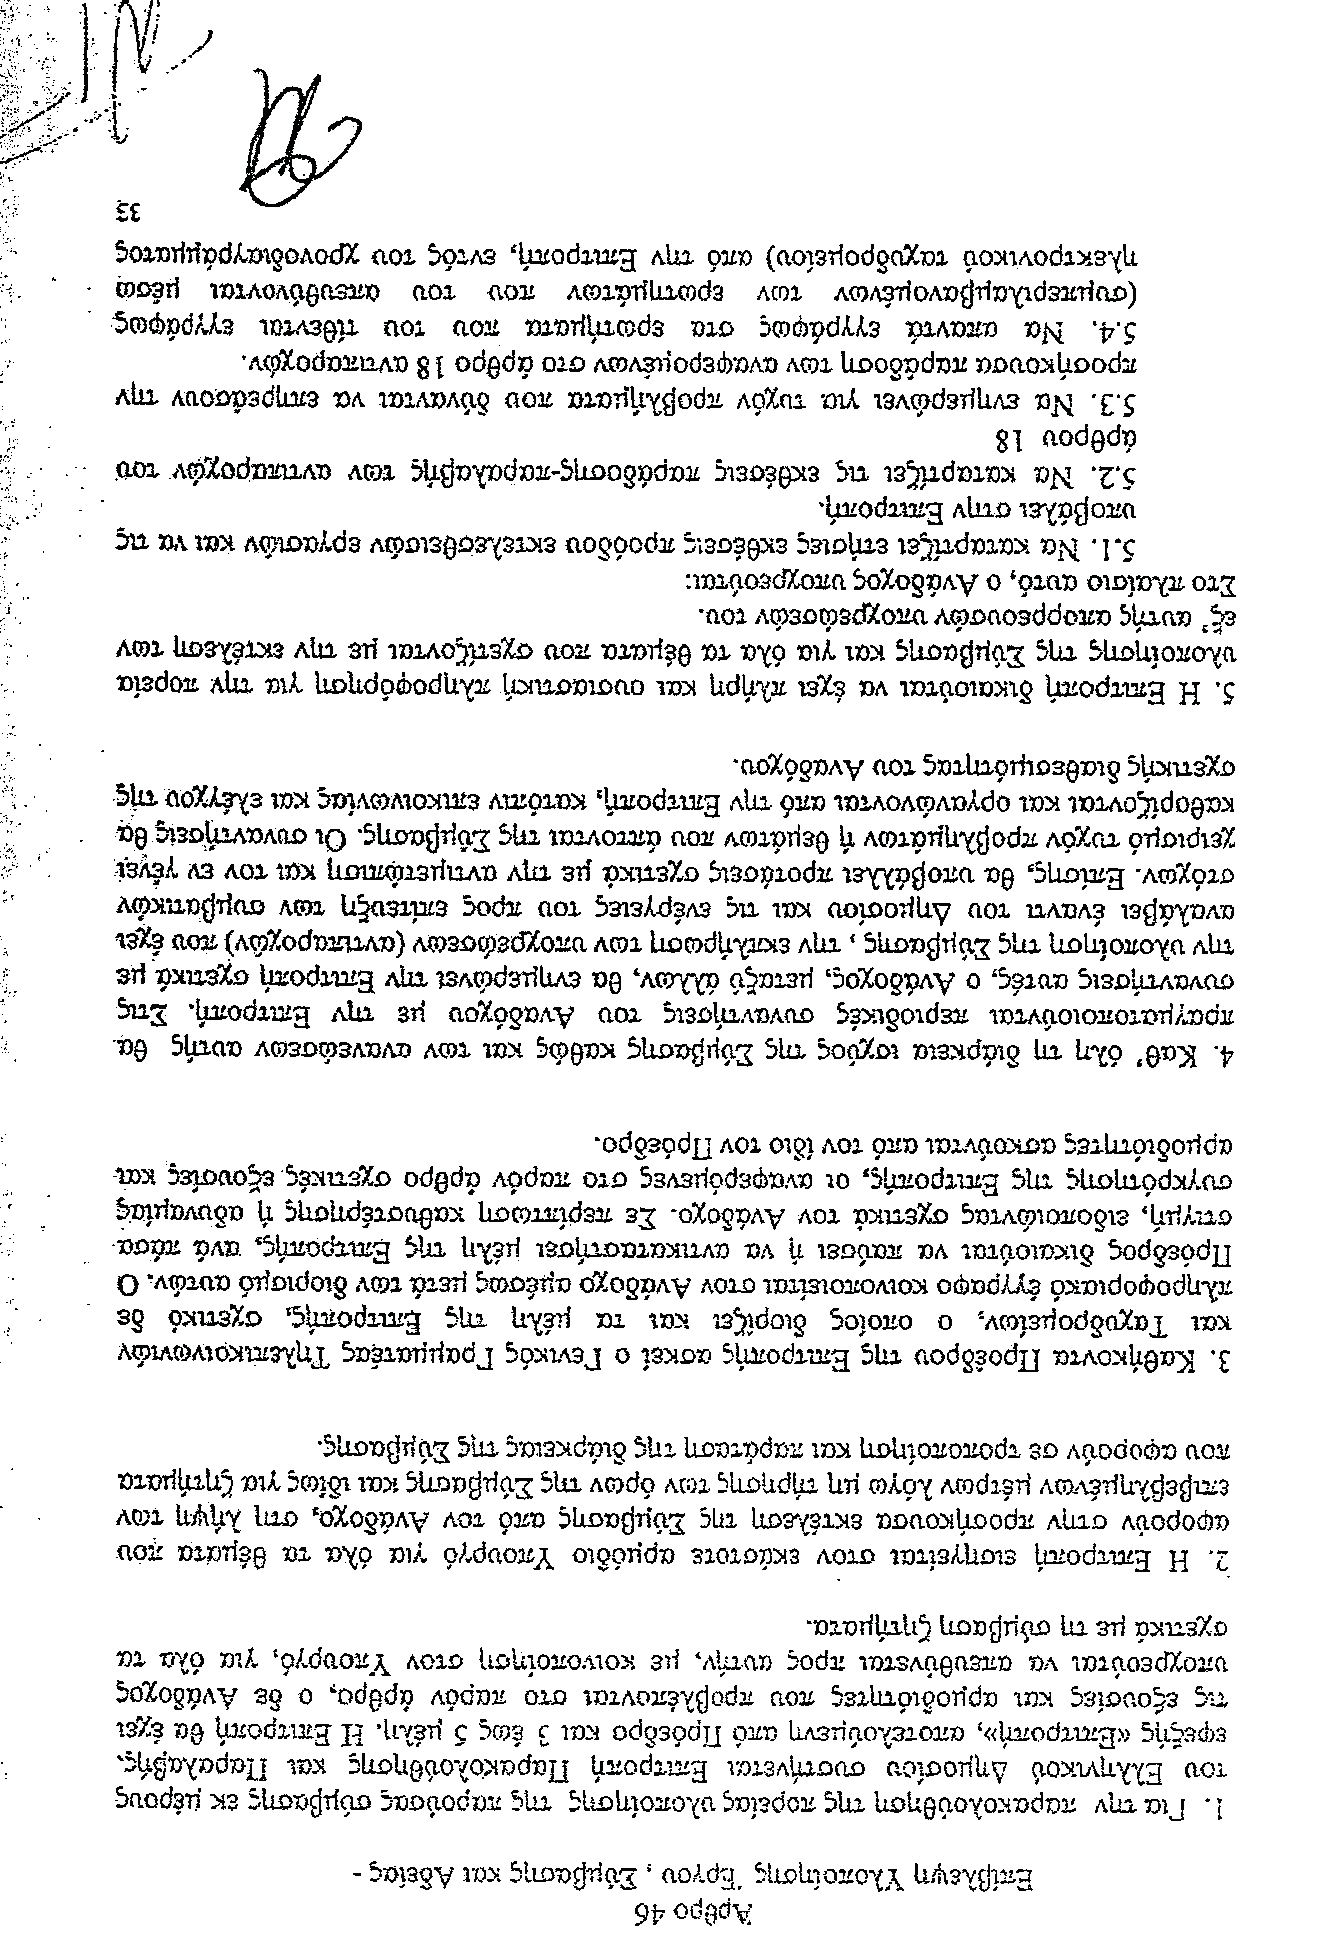 Άρθρο 46
Επίβλεψη Υλοποίησης Έργου , Σύμβασης και Αδείας -
1. Για την παρακολούθηση της πορείας υλοποίησης της παρούσας σύμβασης εκ μέρους
του Ελληνικού Δημοσίου συστήνεται Επιτροπή Παρακολούθησης και Παραλαβής,
εφεξής «Επιτροπή», αποτελούμενη από Πρόεδρο και 3 έως 5 μέλη. Η Επιτροπή θα έχει
τις εξουσίες και αρμοδιότητες που προβλέπονται στο παρόν άρθρο, ο δε Ανάδοχος
υποχρεούται να απευθύνεται προς αυτήν, με κοινοποίηση στον Υπουργό, για όλα τα
σχετικά με τη σύμβαση ζητήματα.
2. Η Επιτροπή εισηγείται στον εκάστοτε αρμόδιο Υπουργό για όλα τα θέματα που
αφορούν στην προσήκουσα εκτέλεση της Σύμβασης από τον Ανάδοχο, στη λήψη των
επιβεβλημένων μέτρων λόγω μη τήρησης των όρων της Σύμβασης και ιδίως για ζητήματα
που αφορούν σε τροποποίηση και παράταση της διάρκειας της Σύμβασης.
3. Καθήκοντα Προέδρου της Επιτροπής ασκεί ο Γενικός Γραμματέας Τηλεπικοινωνιών
και Ταχυδρομείων, ο οποίος διορίζει και τα μέλη της Επιτροπής, σχετικό δε
πληροφοριακό έγγραφο κοινοποιείται στον Ανάδοχο αμέσως μετά των διορισμό αυτών. Ο
Πρόεδρος δικαιούται να παύσει ή να αντικαταστήσει μέλη της Επιτροπής, ανά πάσα
στιγμή, ειδοποιώντας σχετικά τον Ανάδοχο. Σε περίπτωση καθυστέρησης ή αδυναμίας
συγκρότησης της Επιτροπής, οι αναφερόμενες στο παρόν άρθρο σχετικές εξουσίες και
αρμοδιότητες ασκούνται από τον ίδιο τον Πρόεδρο.
4. Καθ' όλη τη διάρκεια ισχύος της Σύμβασης καθώς και των ανανεώσεων αυτής θα
πραγματοποιούνται περιοδικές συναντήσεις του Αναδόχου με την Επιτροπή. Στις
συναντήσεις αυτές, ο Ανάδοχος, μεταξύ άλλων, θα ενημερώνει την Επιτροπή σχετικά με
την υλοποίηση της Σύμβασης , την εκπλήρωση των υποχρεώσεων (αντιπαροχών) που έχει
αναλάβει έναντι του Δημοσίου και τις ενέργειες του προς επίτευξη των συμβατικών
στόχων. Επίσης, θα υποβάλλει προτάσεις σχετικά με την αντιμετώπιση και τον εν γένει
χειρισμό τυχόν προβλημάτων ή θεμάτων που άπτονται της Σύμβασης. Οι συναντήσεις θα
καθορίζονται και οργανώνονται από την Επιτροπή, κατόπιν επικοινωνίας και ελέγχου της
σχετικής διαθεσιμότητας του Αναδόχου.
5. Η Επιτροπή δικαιούται να έχει πλήρη και ουσιαστική πληροφόρηση για την πορεία
υλοποίησης της Σύμβασης και για όλα τα θέματα που σχετίζονται με την εκτέλεση των
εξ' αυτής απορρεουσών υποχρεώσεών του.
Στο πλαίσιο αυτό, ο Ανάδοχος υποχρεούται:
5.1. Να καταρτίζει ετήσιες εκθέσεις προόδου εκτελεσθεισών εργασιών και να τις
υποβάλει στην Επιτροπή.
5.2. Να καταρτίζει τις εκθέσεις παράδοσης-παραλαβής των αντιπαροχών του
άρθρου 18
5.3. Να ενημερώνει για τυχόν προβλήματα που δύνανται να επηρεάσουν την
προσήκουσα παράδοση των αναφερομένων στο άρθρο 18 αντιπαροχών.
5.4. Να απαντά εγγράφως στα ερωτήματα που του τίθενται εγγράφως
(συμπεριλαμβανομένων των ερωτημάτων που του απευθύνονται μέσω
ηλεκτρονικού ταχυδρομείου) από την Επιτροπή, εντός του χρονοδιαγράμματος
33